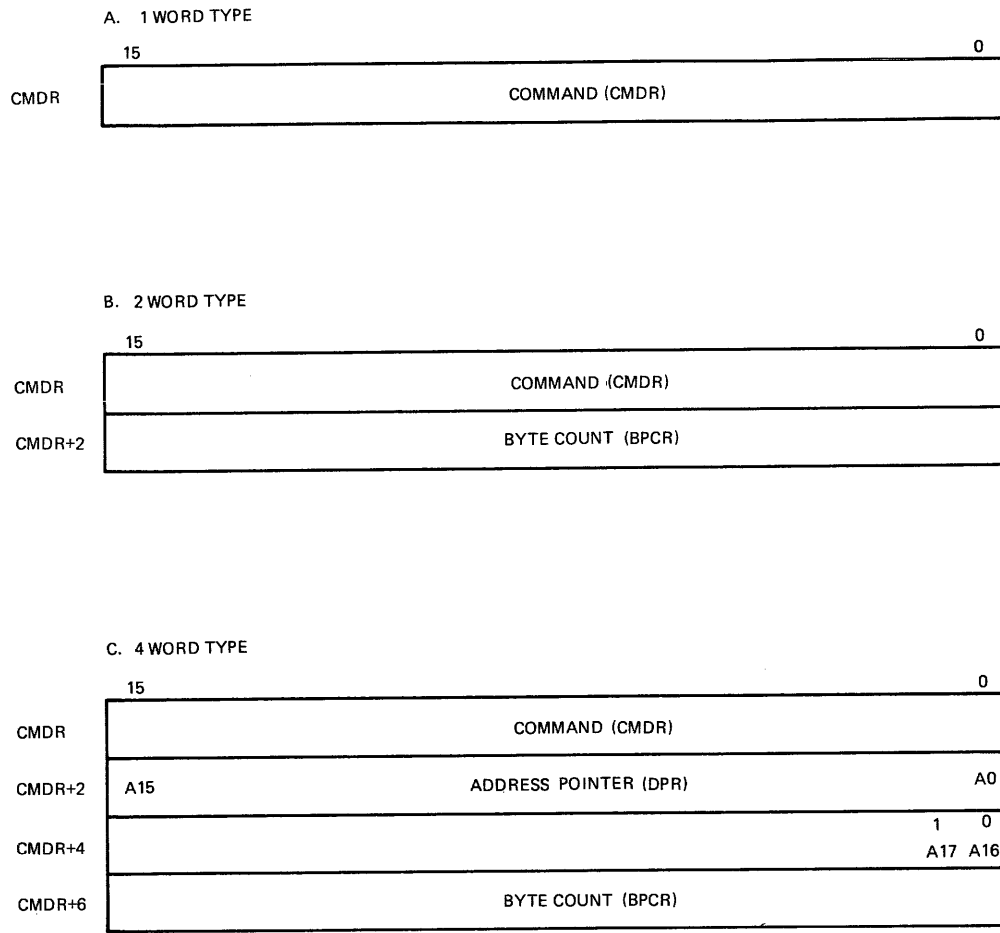 A. 1 WORD TYPE
15 0
CMDR COMMAND (CMDR)
B. 2 WORD TYPE
15 0
CMDR COMMAND (CMDR)
CMDR+2 BYTE COUNT (BPCR)
C. 4 WORD TYPE
15 0
CMDR COMMAND (CMDR)
CMDR+2 A15 ADDRESS POINTER (DPR) A0
1 0
CMDR+4 A17 A16
CMDR+6 BYTE COUNT (BPCR)